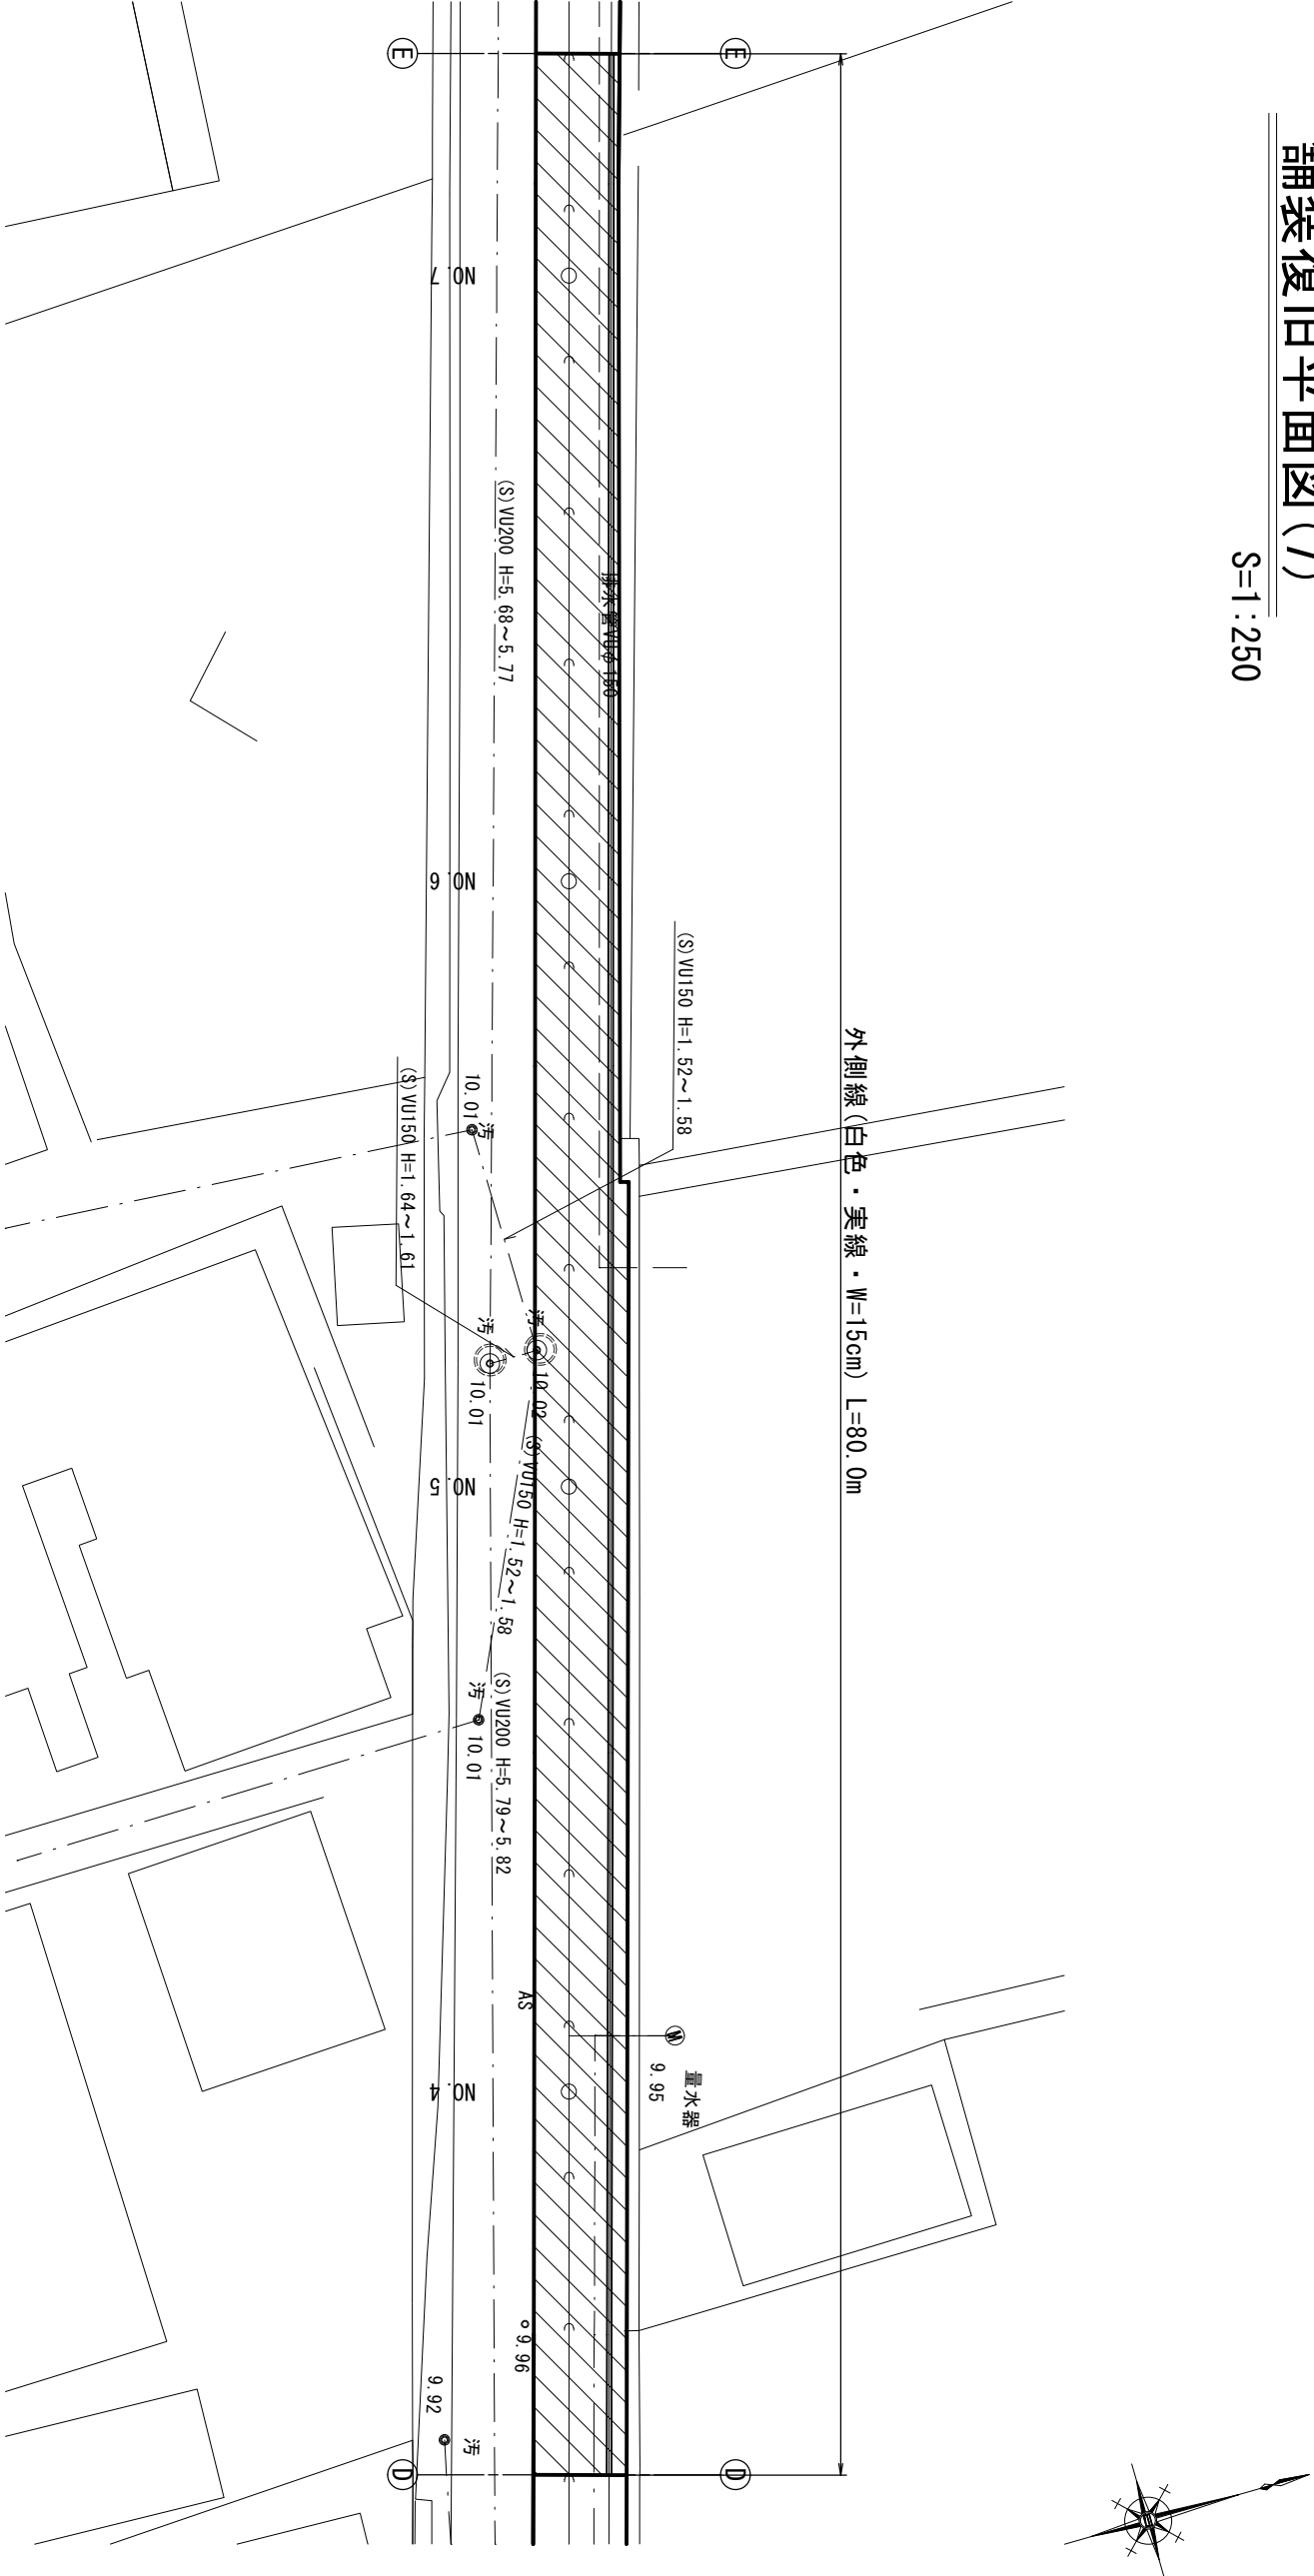 舗装復旧平面図(7)
S=1:250
E
E
NO.7
(S)VU200 H=5.68~5.77
排水管VUφ150
NO.6
(S)VU150 H=1.52~1.58
外側線(白色・実線・W=15cm) L=80.0m
(S)VU150 H=1.64~1.61
10.01
汚
汚
汚
10.02
10.01
NO.5
(S)VU150 H=1.52~1.58
汚
10.01
(S)VU200 H=5.79~5.82
AS
M
量水器
9.95
NO.4
9.96
9.92
汚
D
D